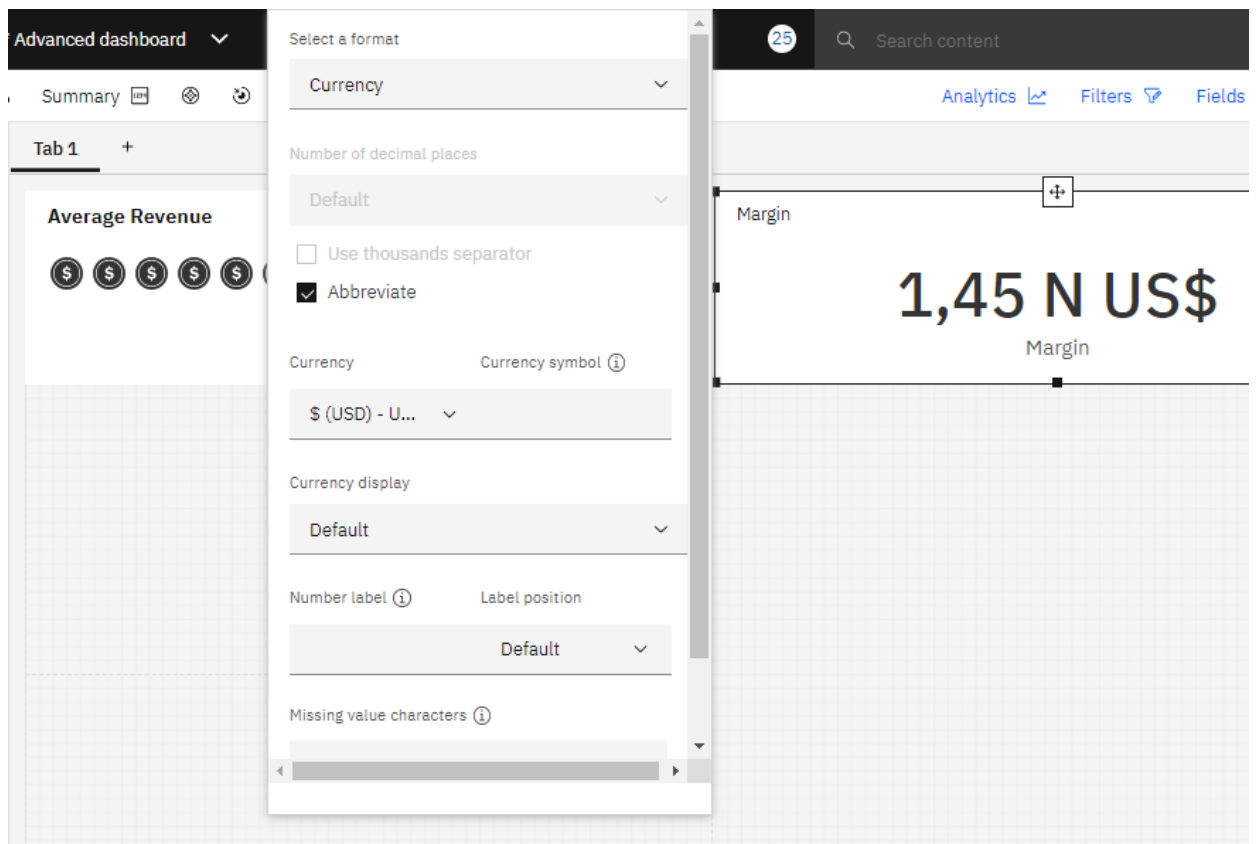 Advanced dashboard
25
Search content
Summary
Analytics
Filters
Fields
Tab 1 +
Average Revenue
$ $ $ $ $
Select a format
Currency
Number of decimal places
Default
Use thousands separator
Abbreviate
Currency Currency symbol
$ (USD) - U...
Currency display
Default
Number label Label position
Default
Missing value characters
Margin
1,45 N US$
Margin